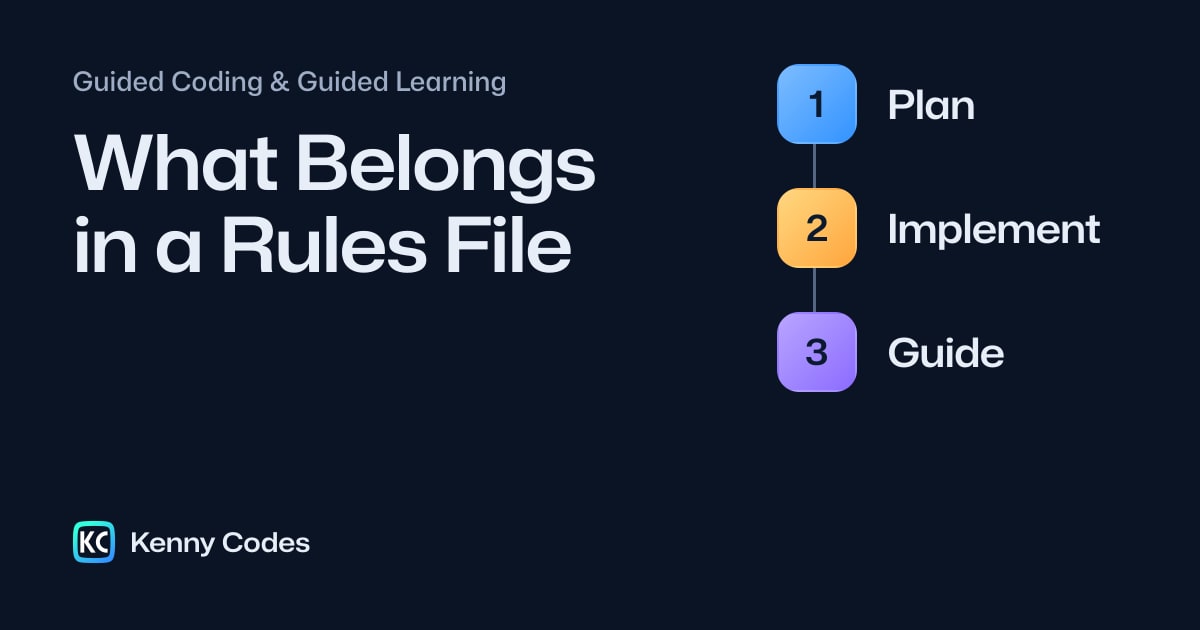 Guided Coding & Guided Learning
What Belongs
in a Rules File
1 Plan
2 Implement
3 Guide
KC Kenny Codes